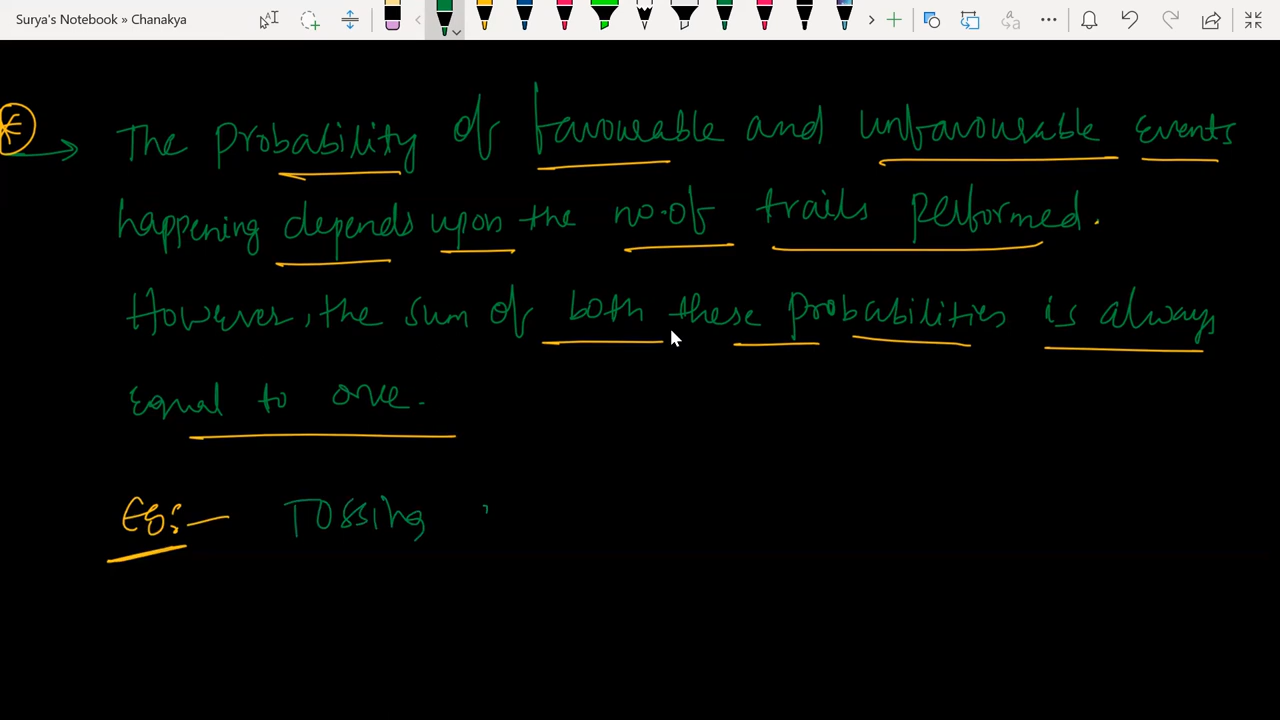 Surya's Notebook » Chanakya
The probability of favourable and unfavourable events
happening depends upon the no.of trails performed.
However, the sum of both these probabilities is always
equal to one.
Eg:- Tossing